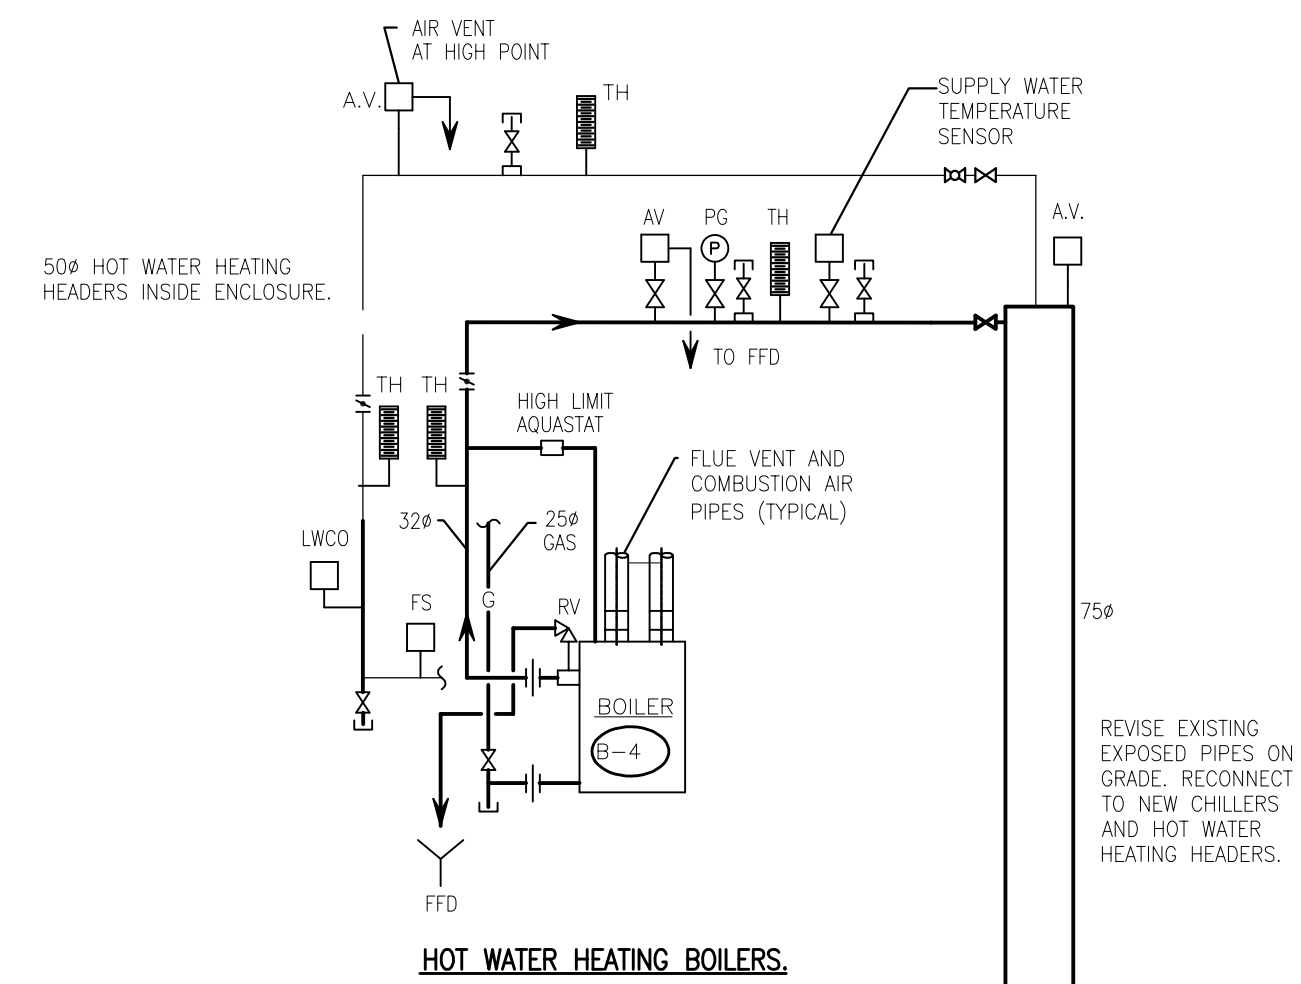 AIR VENT
AT HIGH POINT
A.V.
TH
SUPPLY WATER
TEMPERATURE
SENSOR
AV
PG
TH
A.V.
P
50ø HOT WATER HEATING
HEADERS INSIDE ENCLOSURE.
TO FFD
TH
TH
HIGH LIMIT
AQUASTAT
FLUE VENT AND
COMBUSTION AIR
PIPES (TYPICAL)
32ø
25ø
GAS
LWCO
FS
G
RV
75ø
BOILER
B-4
REVISE EXISTING
EXPOSED PIPES ON
GRADE. RECONNECT
TO NEW CHILLERS
AND HOT WATER
HEATING HEADERS.
FFD
HOT WATER HEATING BOILERS.